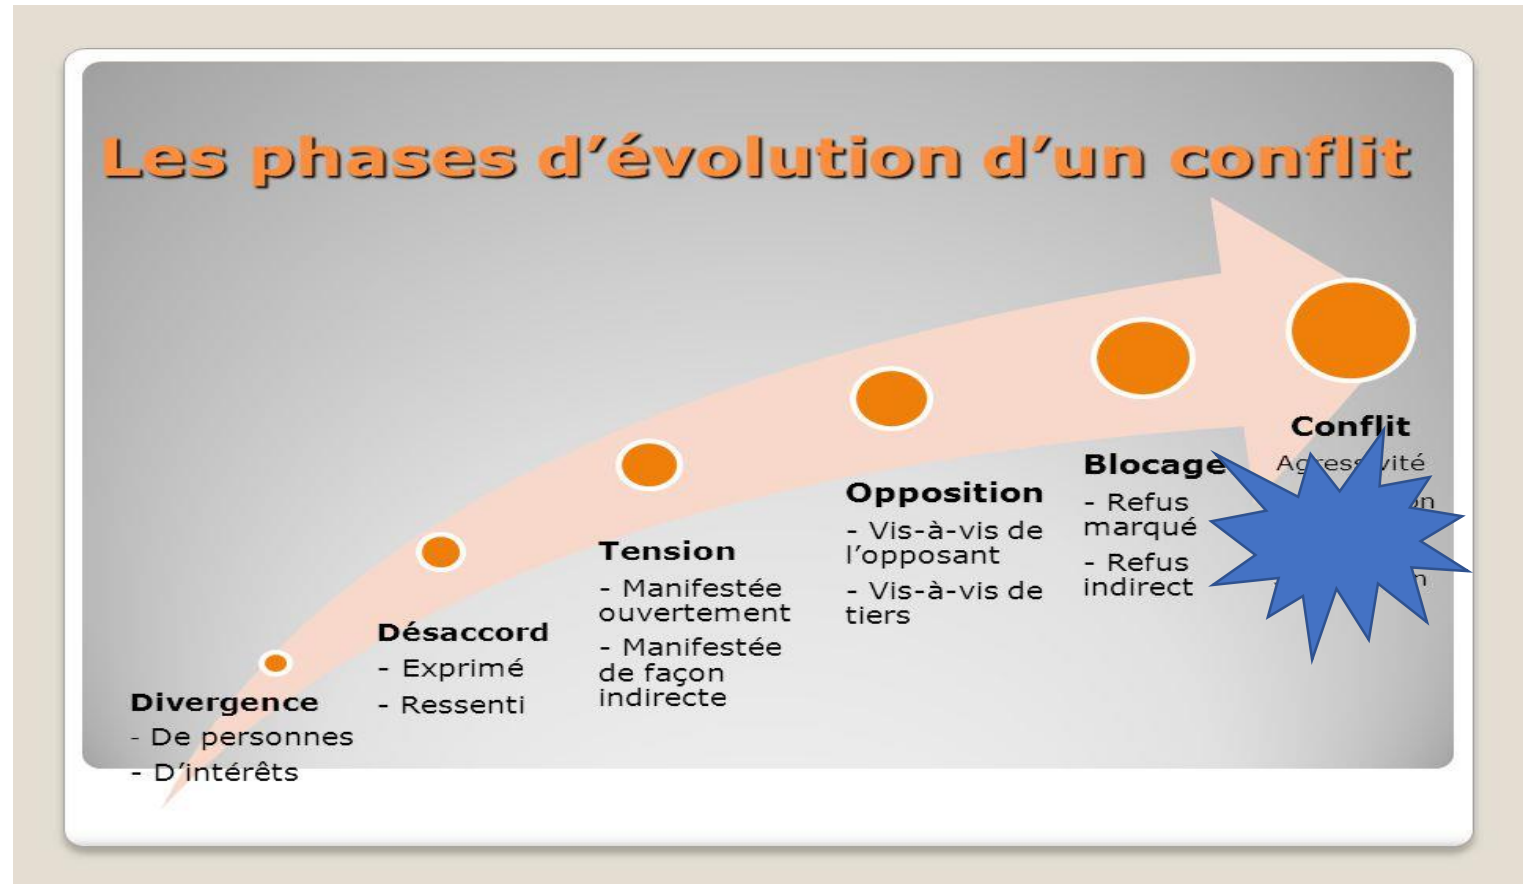 Les phases d’évolution d’un conflit
Divergence
- De personnes
- D’intérêts
Désaccord
- Exprimé
- Ressenti
Tension
- Manifestée
ouvertement
- Manifestée
de façon
indirecte
Opposition
- Vis-à-vis de
l’opposant
- Vis-à-vis de
tiers
Blocage
- Refus
marqué
- Refus
indirect
Conflit
Agressivité